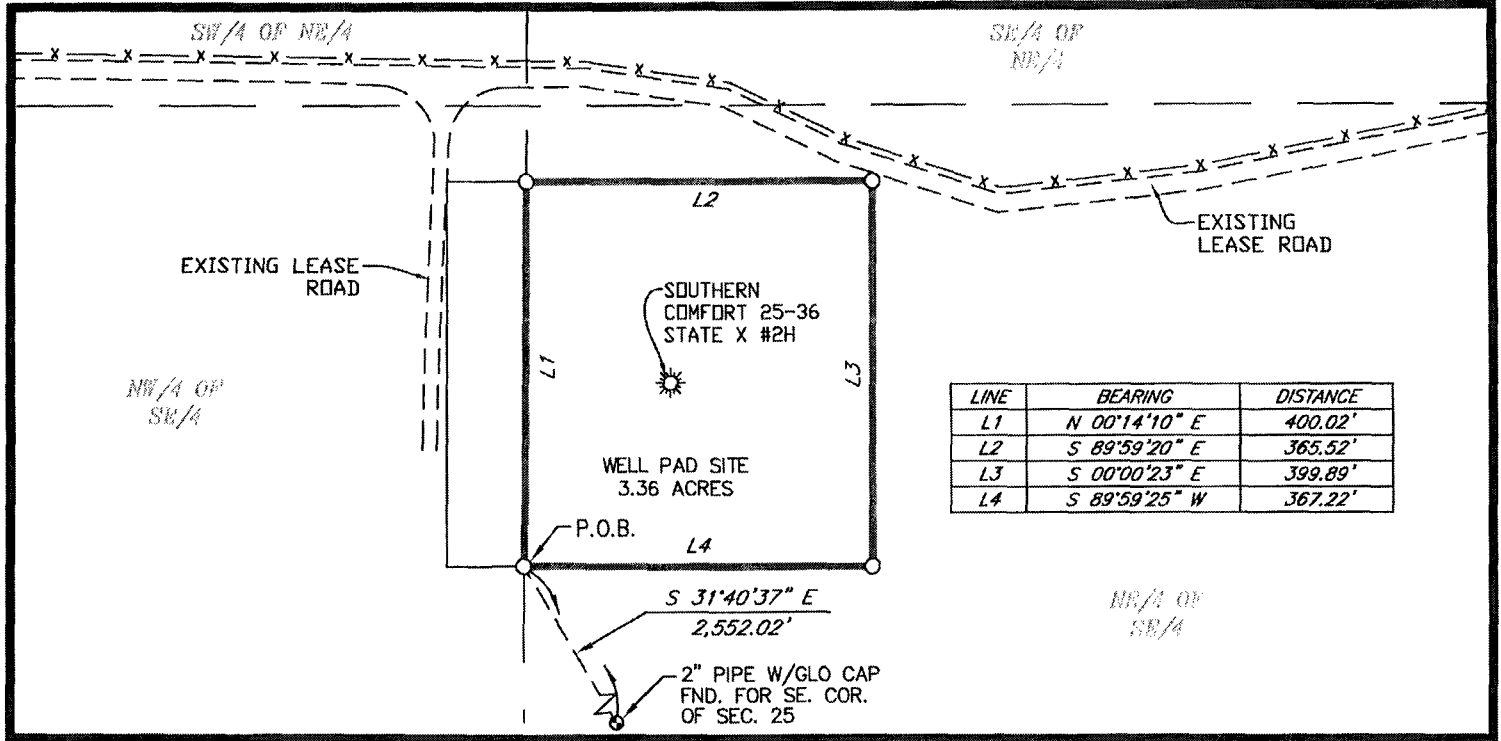 SW/4 OF NE/4
SE/4 OF
NE/4
L2
EXISTING
LEASE ROAD
EXISTING LEASE
ROAD
SOUTHERN
COMFORT 25-36
STATE X #2H
L1
L3
NW/4 OF
SE/4
LINE BEARING DISTANCE
L1 N 00°14'10" E 400.02'
L2 S 89°59'20" E 365.52'
L3 S 00°00'23" E 399.89'
L4 S 89°59'25" W 367.22'
WELL PAD SITE
3.36 ACRES
P.O.B.
L4
S 31°40'37" E
2,552.02'
NE/4 OF
SE/4
2" PIPE W/GLO CAP
FND. FOR SE. COR.
OF SEC. 25